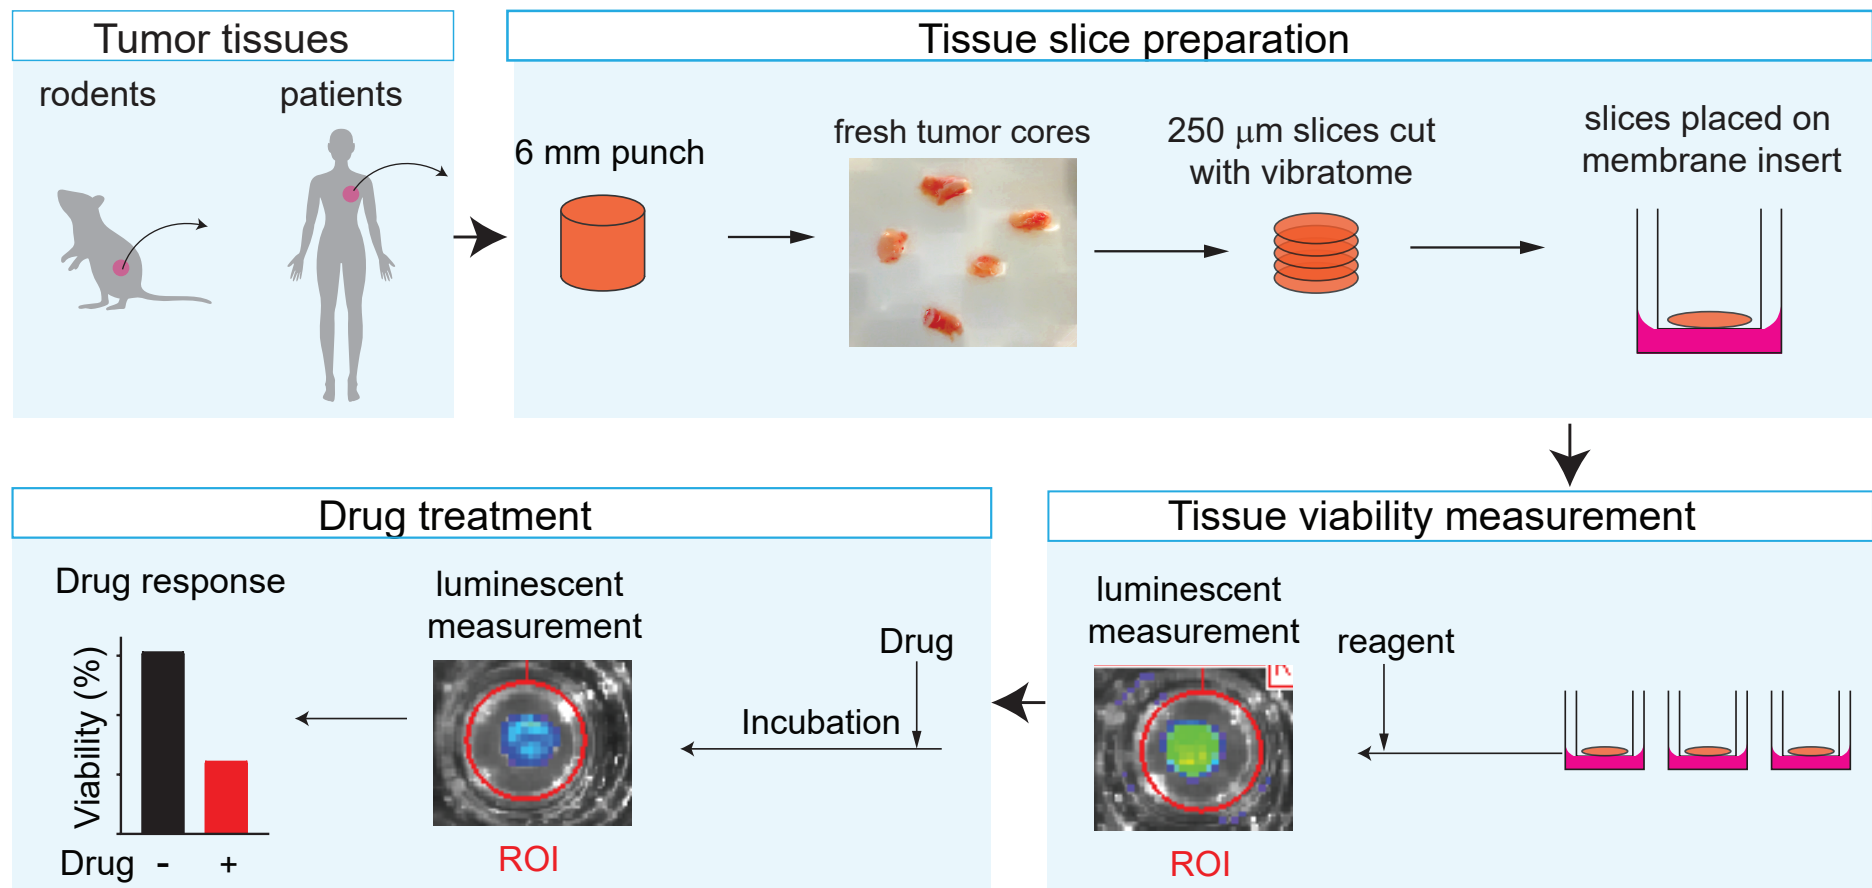 Tumor tissues
rodents
patients
Tissue slice preparation
6 mm punch
fresh tumor cores
250 μm slices cut
with vibratome
slices placed on
membrane insert
Drug treatment
Drug response
Viability (%)
Drug - +
luminescent
measurement
ROI
Incubation
Drug
Tissue viability measurement
luminescent
measurement
ROI
reagent